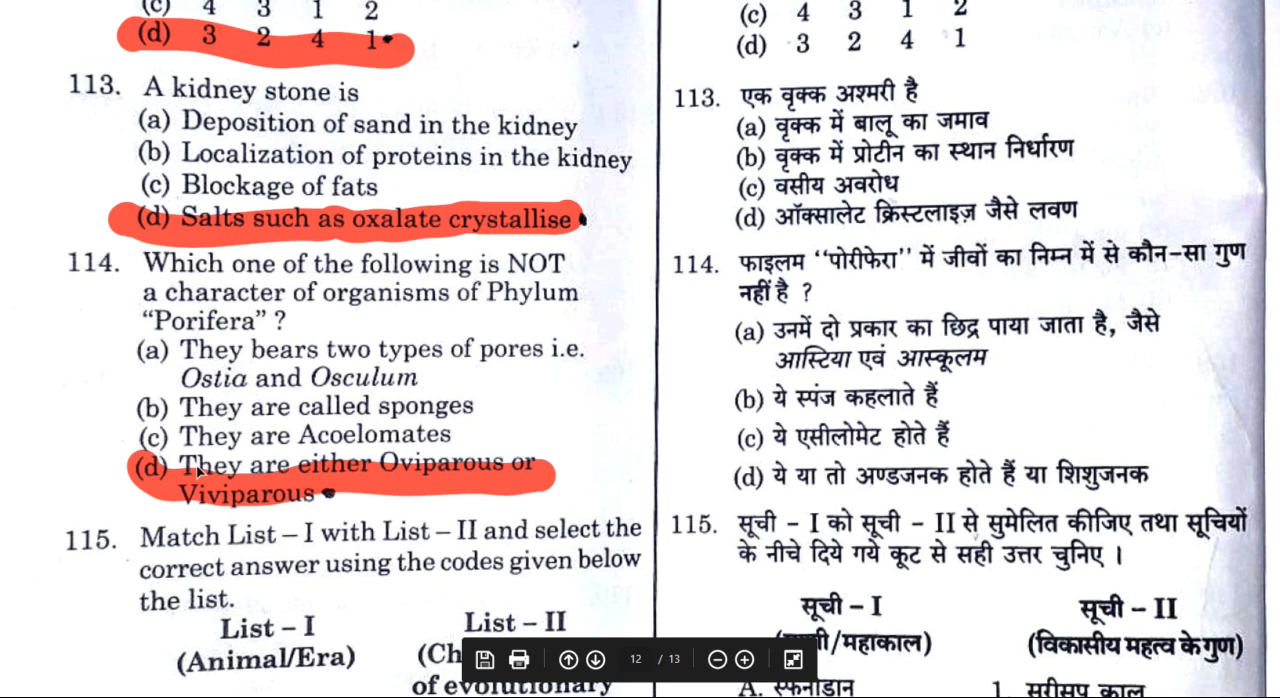 (c) 4 3 1 2
(d) 3 2 4 1
113. A kidney stone is
(a) Deposition of sand in the kidney
(b) Localization of proteins in the kidney
(c) Blockage of fats
(d) Salts such as oxalate crystallise
114. Which one of the following is NOT
a character of organisms of Phylum
“Porifera” ?
(a) They bears two types of pores i.e.
Ostia and Osculum
(b) They are called sponges
(c) They are Acoelomates
(d) They are either Oviparous or
Viviparous
115. Match List – I with List – II and select the
correct answer using the codes given below
the list.
List – I List – II
(Animal/Era) (Ch
of evolutionary
(c) 4 3 1 2
(d) 3 2 4 1
113. एक वृक्क अश्मरी है
(a) वृक्क में बालू का जमाव
(b) वृक्क में प्रोटीन का स्थान निर्धारण
(c) वसीय अवरोध
(d) ऑक्सालेट क्रिस्टलाइज़ जैसे लवण
114. फाइलम “पोरीफेरा” में जीवों का निम्न में से कौन-सा गुण
नहीं है ?
(a) उनमें दो प्रकार का छिद्र पाया जाता है, जैसे
आस्टिया एवं आस्कूलम
(b) ये स्पंज कहलाते हैं
(c) ये एसीलोमेट होते हैं
(d) ये या तो अण्डजनक होते हैं या शिशुजनक
115. सूची – I को सूची – II से सुमेलित कीजिए तथा सूचियों
के नीचे दिये गये कूट से सही उत्तर चुनिए ।
सूची – I सूची – II
/महाकाल) (विकासीय महत्व के गुण)
A. स्फेनोडान 1. सरीसृप काल
12 / 13